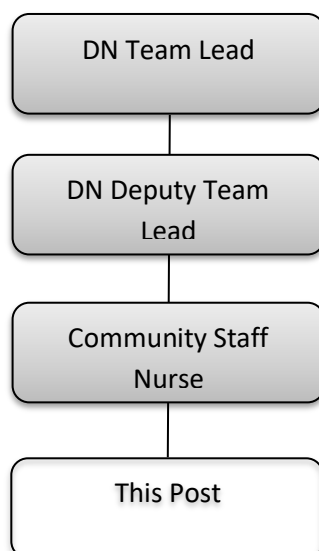 DN Team Lead
DN Deputy Team
Lead
Community Staff
Nurse
This Post